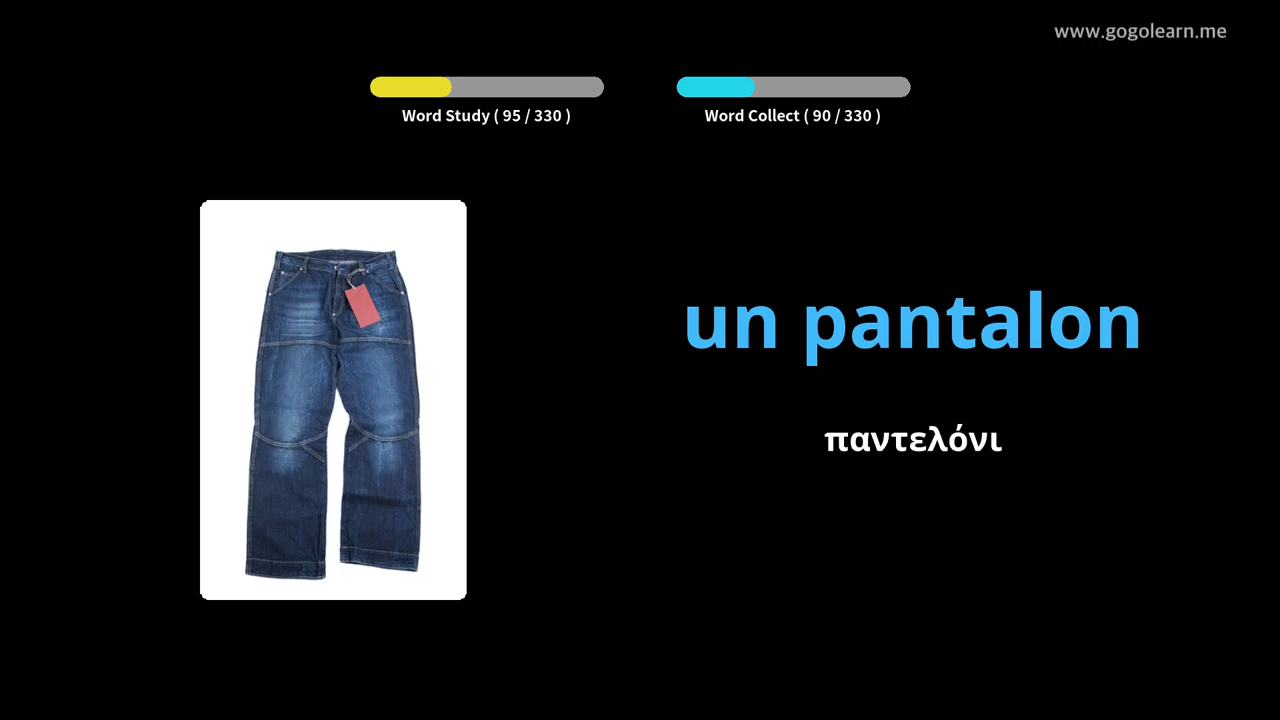 www.gogolearn.me
Word Study ( 95 / 330 )
Word Collect ( 90 / 330 )
un pantalon
παντελόνι